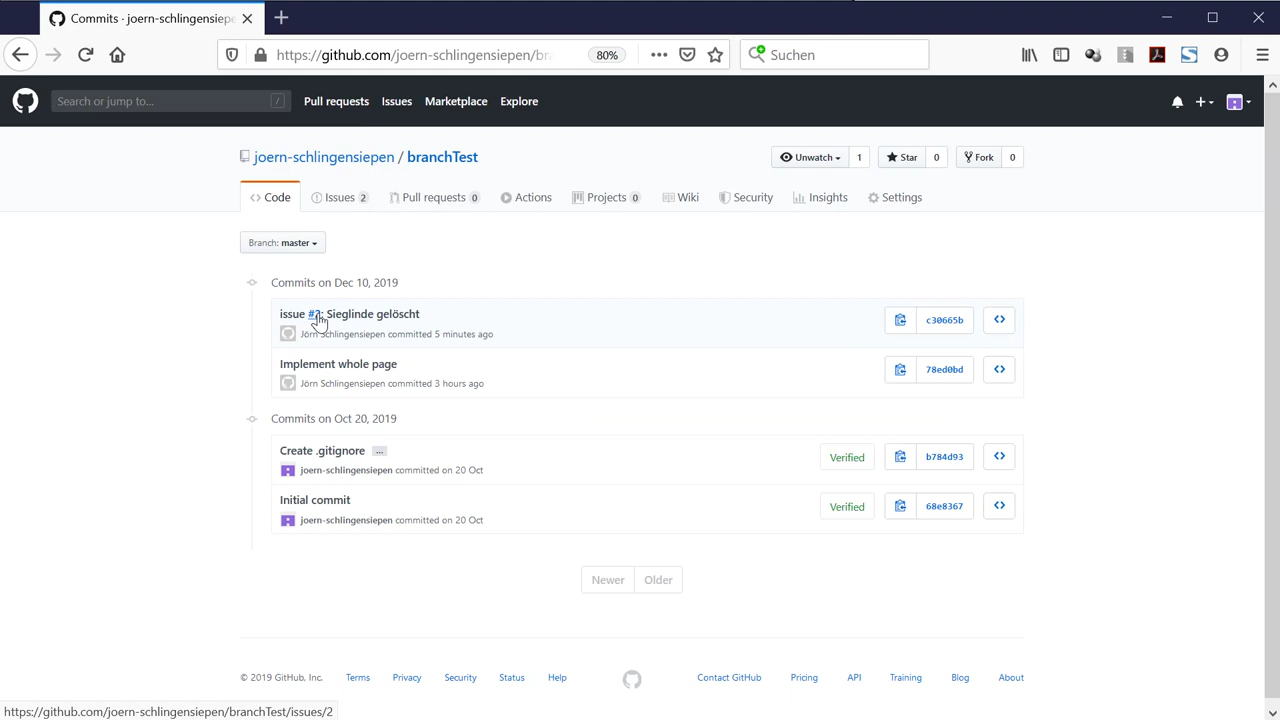 Commits · joern-schlingensiepe
https://github.com/joern-schlingensiepen/bra
80%
Suchen
Search or jump to...
/
Pull requests
Issues
Marketplace
Explore
joern-schlingensiepen / branchTest
Unwatch
1
Star
0
Fork
0
Code
Issues 2
Pull requests 0
Actions
Projects 0
Wiki
Security
Insights
Settings
Branch: master
Commits on Dec 10, 2019
issue #2: Sieglinde gelöscht
c30665b
Jörn Schlingensiepen committed 5 minutes ago
Implement whole page
78ed0bd
Jörn Schlingensiepen committed 3 hours ago
Commits on Oct 20, 2019
Create .gitignore ...
Verified
b784d93
joern-schlingensiepen committed on 20 Oct
Initial commit
Verified
68e8367
joern-schlingensiepen committed on 20 Oct
Newer
Older
© 2019 GitHub, Inc.
Terms
Privacy
Security
Status
Help
Contact GitHub
Pricing
API
Training
Blog
About
https://github.com/joern-schlingensiepen/branchTest/issues/2